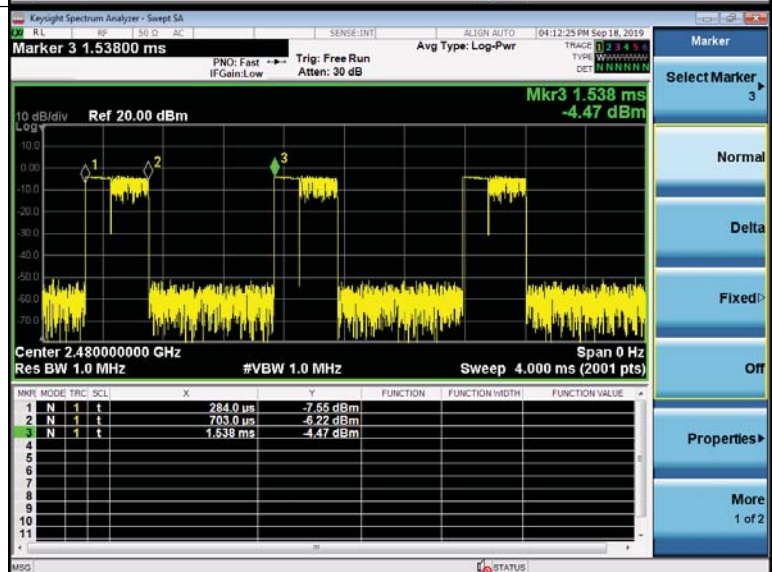 Keysight Spectrum Analyzer - Swept SA
RL RF 50 Ω AC SENSE:INT ALIGN AUTO 04:12:25 PM Sep 18, 2019
Marker 3 1.53800 ms
PNO: Fast
IFGain:Low
Trig: Free Run
Atten: 30 dB
Avg Type: Log-Pwr
TRACE 1 2 3 4 5 6
TYPE WWWWWW
DET N N N N N N
Mkr3 1.538 ms
-4.47 dBm
10 dB/div Ref 20.00 dBm
Log
10.0
0.00
-10.0
-20.0
-30.0
-40.0
-50.0
-60.0
-70.0
1
2
3
Center 2.480000000 GHz Span 0 Hz
Res BW 1.0 MHz #VBW 1.0 MHz Sweep 4.000 ms (2001 pts)
MKR MODE TRC SCL X Y FUNCTION FUNCTION WIDTH FUNCTION VALUE
1 N 1 t 284.0 µs -7.55 dBm
2 N 1 t 703.0 µs -6.22 dBm
3 N 1 t 1.538 ms -4.47 dBm
4
5
6
7
8
9
10
11
MSG STATUS
Marker
Select Marker
3
Normal
Delta
Fixed
Off
Properties
More
1 of 2